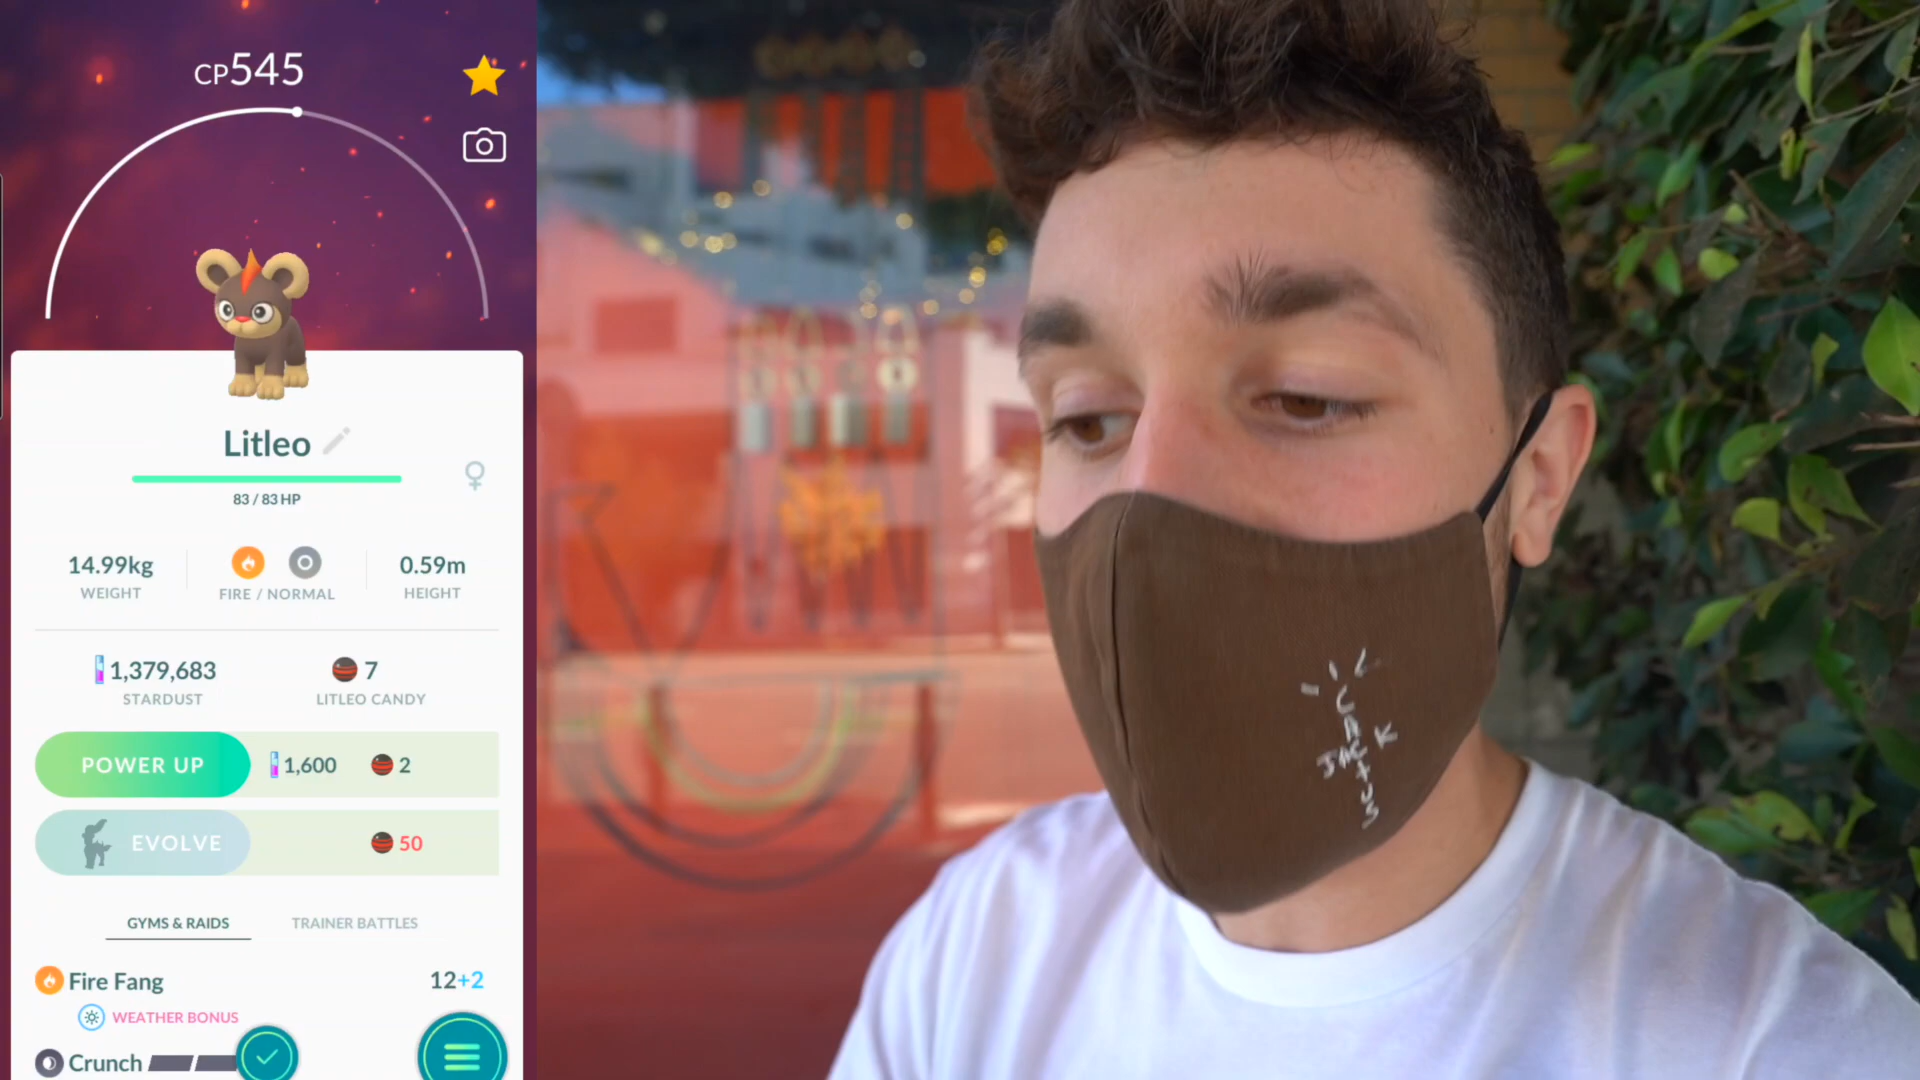 CP545
Litleo
83 / 83 HP
14.99kg
WEIGHT
FIRE / NORMAL
0.59m
HEIGHT
1,379,683
STARDUST
7
LITLEO CANDY
POWER UP
1,600
2
EVOLVE
50
GYMS & RAIDS
TRAINER BATTLES
Fire Fang
12+2
WEATHER BONUS
Crunch
CACTUS
JACK